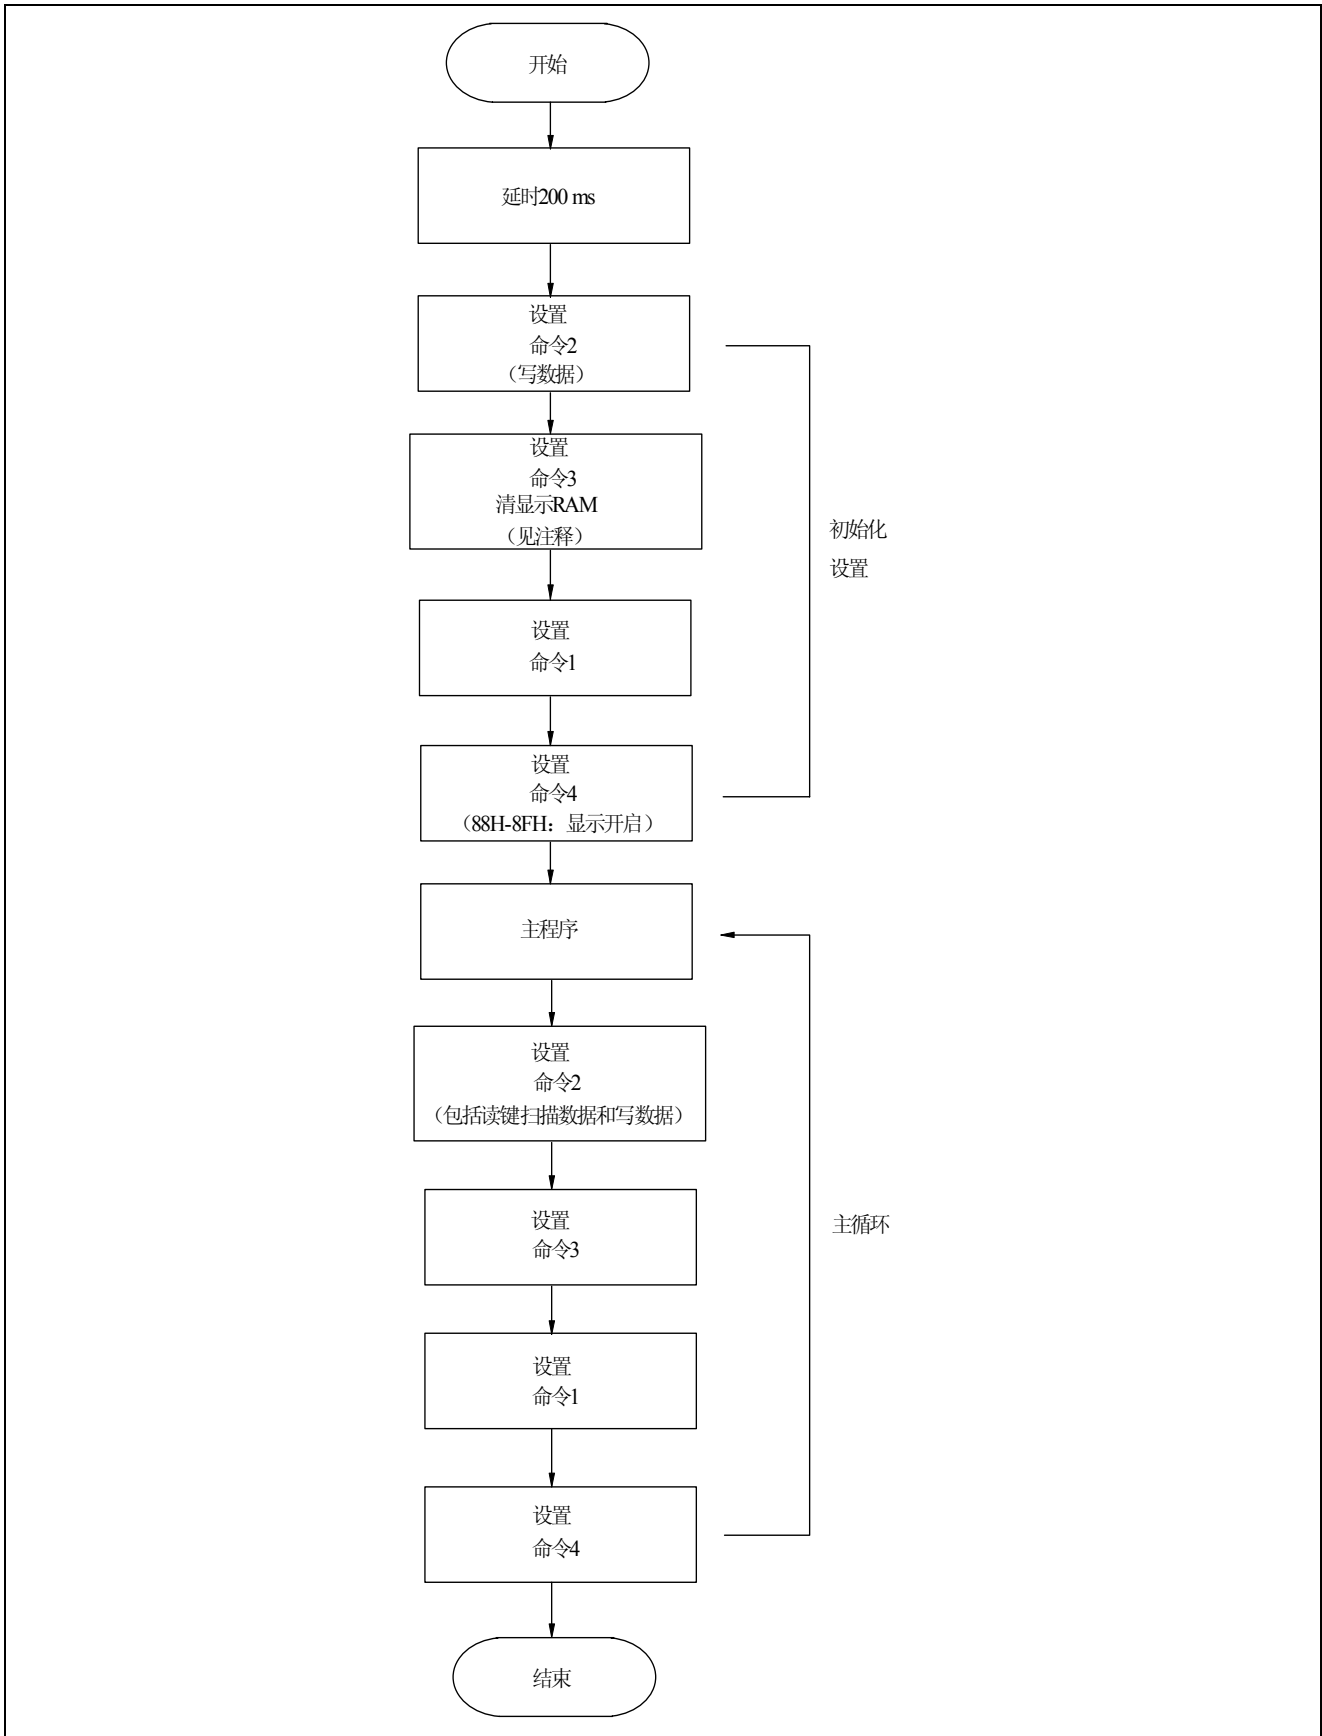 开始
延时200 ms
设置
命令2
（写数据）
设置
命令3
清显示RAM
（见注释）
初始化
设置
设置
命令1
设置
命令4
（88H-8FH：显示开启）
主程序
设置
命令2
（包括读键扫描数据和写数据）
设置
命令3
主循环
设置
命令1
设置
命令4
结束